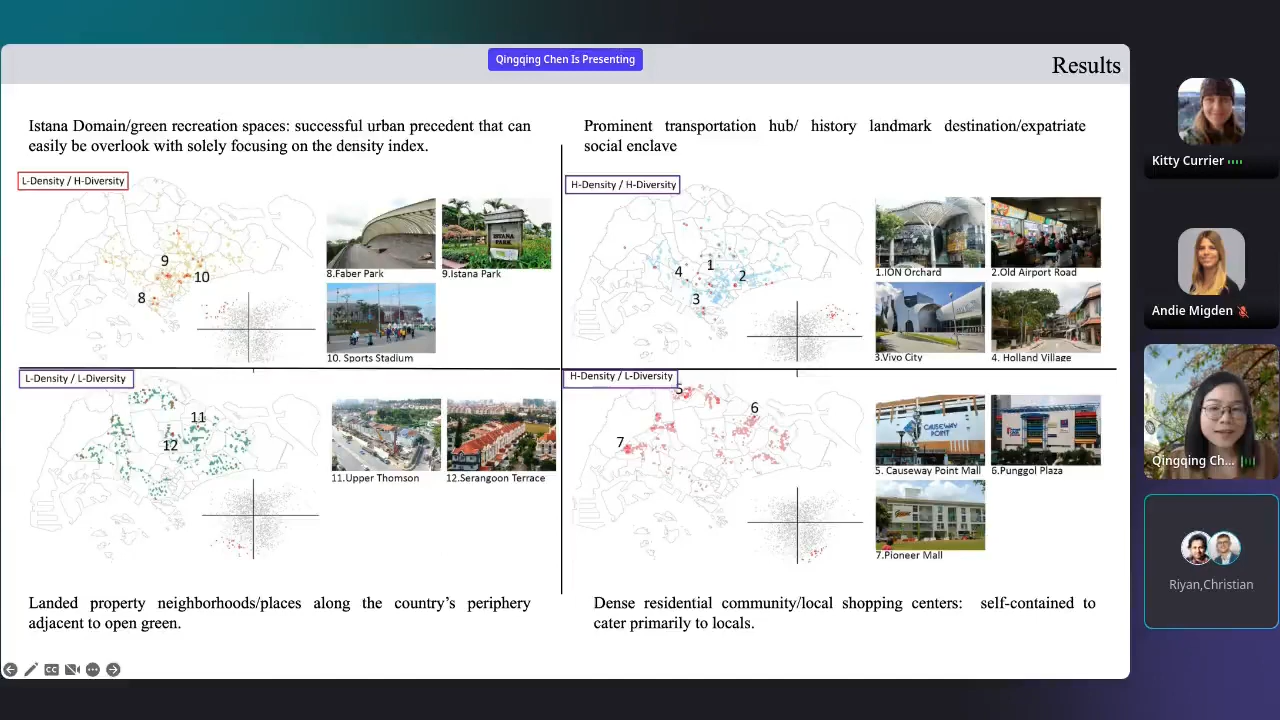 Qingqing Chen Is Presenting
Results
Istana Domain/green recreation spaces: successful urban precedent that can
easily be overlook with solely focusing on the density index.
Prominent transportation hub/ history landmark destination/expatriate
social enclave
L-Density / H-Diversity
9
10
8
8.Faber Park
ISTANA
PARK
9.Istana Park
10. Sports Stadium
H-Density / H-Diversity
1
4
2
3
1.ION Orchard
2.Old Airport Road
3.Vivo City
4. Holland Village
L-Density / L-Diversity
11
12
11.Upper Thomson
12.Serangoon Terrace
H-Density / L-Diversity
5
6
7
CAUSEWAY
POINT
5. Causeway Point Mall
6.Punggol Plaza
7.Pioneer Mall
Landed property neighborhoods/places along the country's periphery
adjacent to open green.
Dense residential community/local shopping centers: self-contained to
cater primarily to locals.
CC
Kitty Currier
Andie Migden
Qingqing Ch...
Riyan,Christian